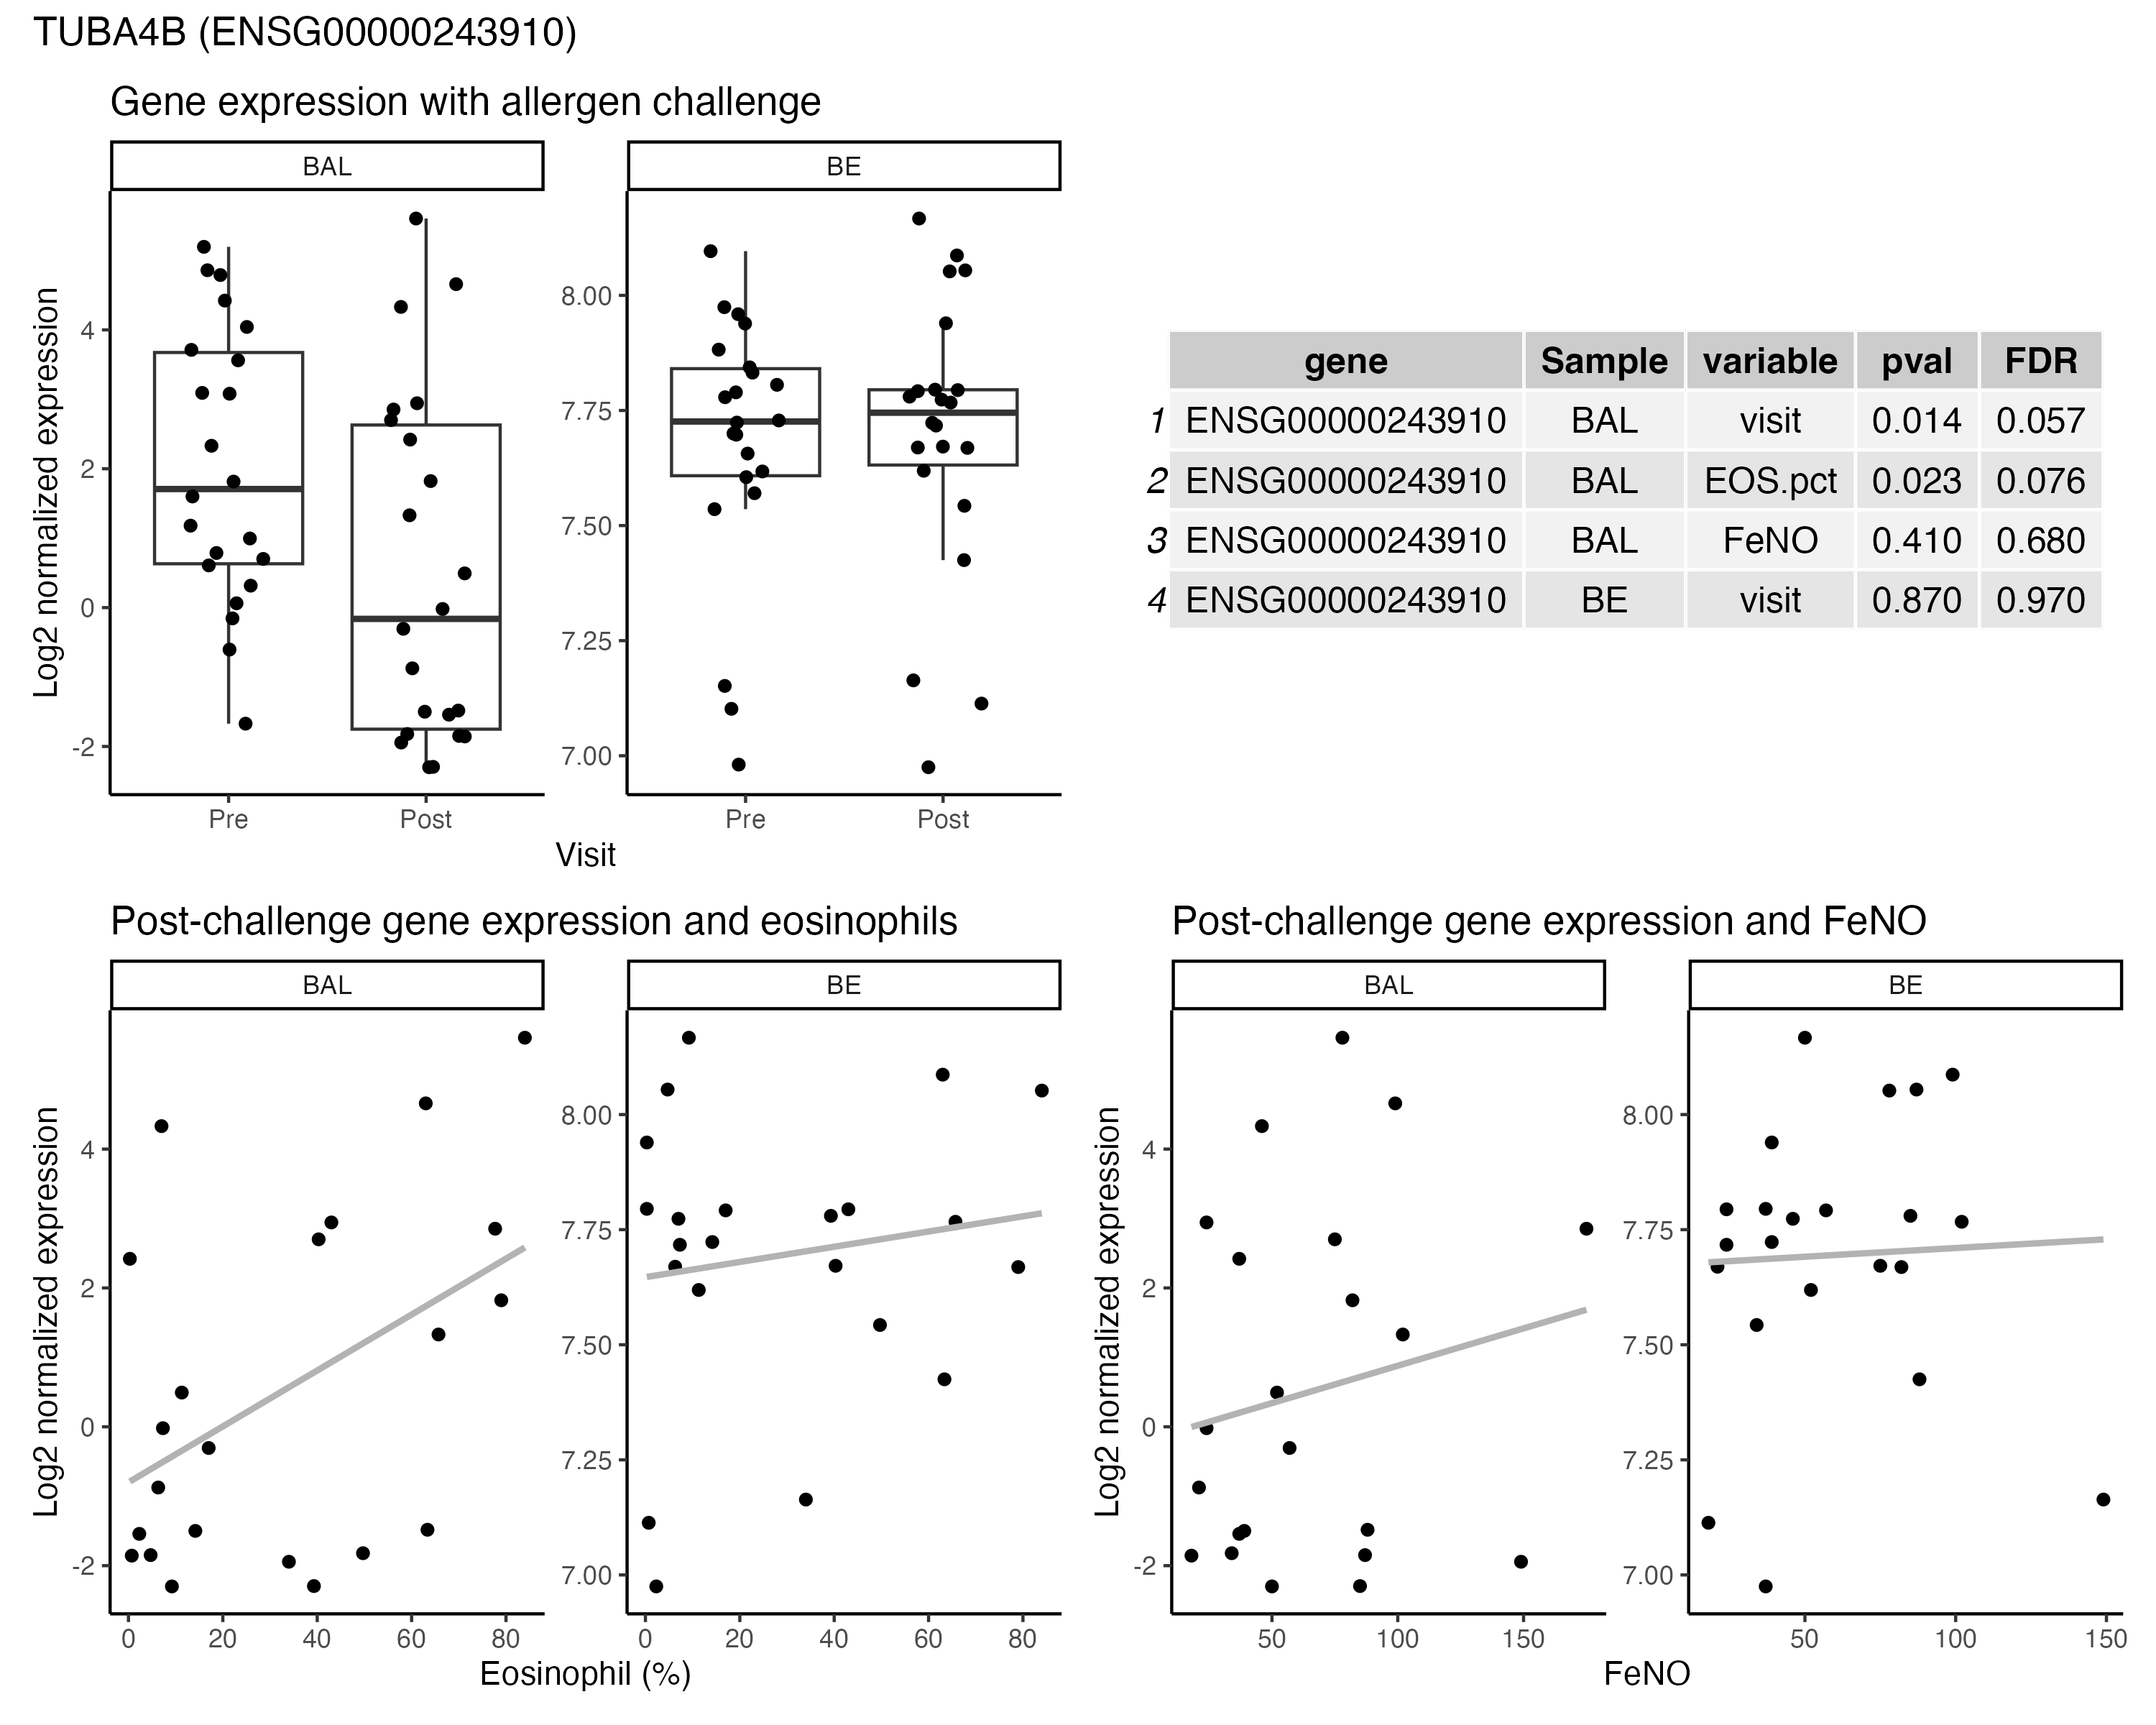 TUBA4B (ENSG00000243910)
Gene expression with allergen challenge
BAL BE
Log2 normalized expression
4
2
0
-2
8.00
7.75
7.50
7.25
7.00
Pre Post Pre Post
Visit
gene Sample variable pval FDR
1 ENSG00000243910 BAL visit 0.014 0.057
2 ENSG00000243910 BAL EOS.pct 0.023 0.076
3 ENSG00000243910 BAL FeNO 0.410 0.680
4 ENSG00000243910 BE visit 0.870 0.970
Post-challenge gene expression and eosinophils
BAL BE
Log2 normalized expression
4
2
0
-2
8.00
7.75
7.50
7.25
7.00
0 20 40 60 80 0 20 40 60 80
Eosinophil (%)
Post-challenge gene expression and FeNO
BAL BE
Log2 normalized expression
4
2
0
-2
8.00
7.75
7.50
7.25
7.00
50 100 150 50 100 150
FeNO